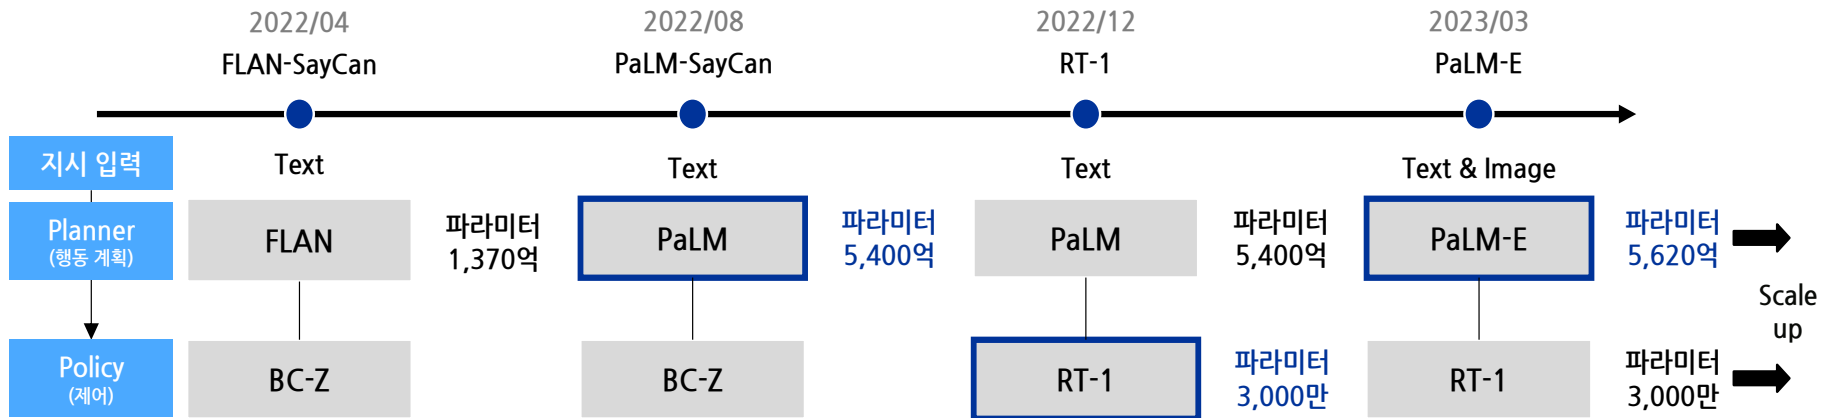 2022/04
2022/08
2022/12
2023/03
FLAN-SayCan
PaLM-SayCan
RT-1
PaLM-E
지시 입력
Text
Text
Text
Text & Image
Planner
(행동 계획)
FLAN
파라미터
1,370억
PaLM
파라미터
5,400억
PaLM
파라미터
5,400억
PaLM-E
파라미터
5,620억
Scale
up
Policy
(제어)
BC-Z
BC-Z
RT-1
파라미터
3,000만
RT-1
파라미터
3,000만